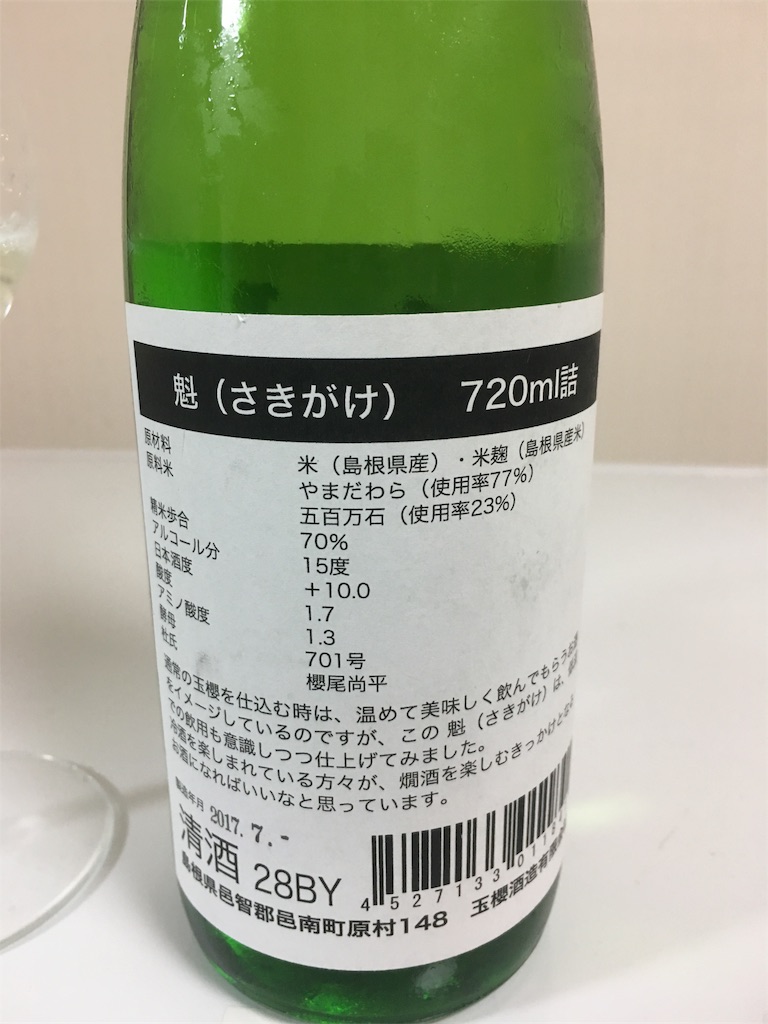 魁（さきがけ） 720ml詰
原材料 米（島根県産）・米麹（島根県産米）
原料米 やまだわら（使用率77%）
五百万石（使用率23%）
精米歩合 70%
アルコール分 15度
日本酒度 +10.0
酸度 1.7
アミノ酸度 1.3
酵母 701号
杜氏 櫻尾尚平
通常の玉櫻を仕込む時は、温めて美味しく飲んでもらうお酒
をイメージしているのですが、この 魁（さきがけ）は、
での飲用も意識しつつ仕上げてみました。
冷酒を楽しまれている方々が、燗酒を楽しむきっかけとなる
お酒になればいいなと思っています。
製造年月 2017.7.-
清酒 28BY
4 527133 011
島根県邑智郡邑南町原村148 玉櫻酒造有限